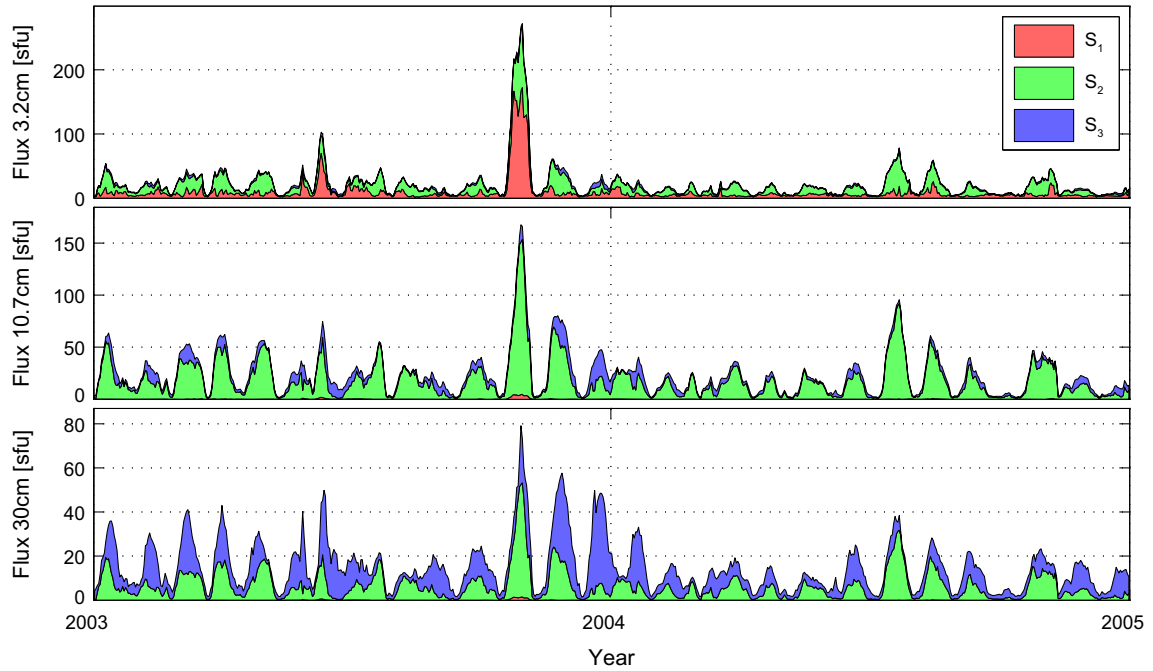 Flux 3.2cm [sfu]
200
100
0
S₁
S₂
S₃
Flux 10.7cm [sfu]
150
100
50
0
Flux 30cm [sfu]
80
60
40
20
0
2003
2004
2005
Year